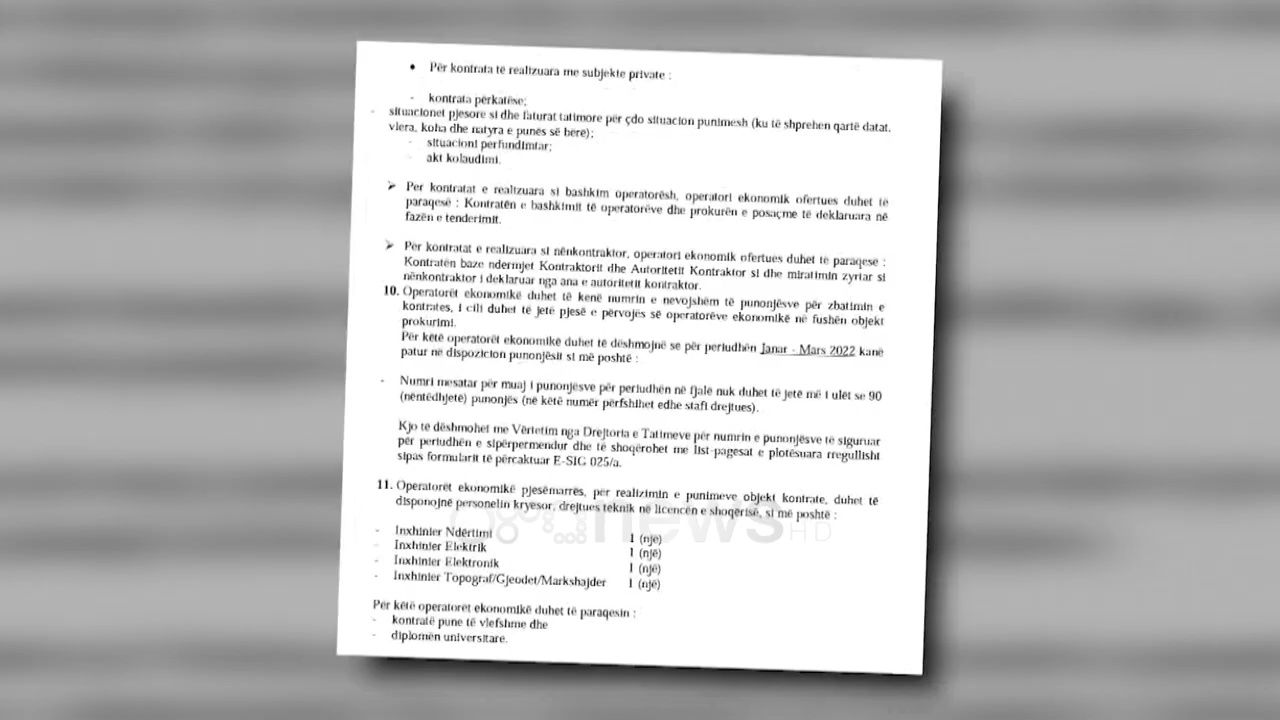 • Për kontrata të realizuara me subjekte private :
- kontrata përkatëse;
- situacionet pjesore si dhe faturat tatimore për çdo situacion punimesh (ku të shprehen qartë datat,
vlera, koha dhe natyra e punës së bërë);
- situacioni përfundimtar;
- akt kolaudimi.
➢ Për kontratat e realizuara si bashkim operatorësh, operatori ekonomik ofertues duhet të
paraqesë : Kontratën e bashkimit të operatorëve dhe prokurën e posaçme të deklaruara në
fazën e tenderimit.
➢ Për kontratat e realizuara si nënkontraktor, operatori ekonomik ofertues duhet të paraqesë :
Kontratën baze ndermjet Kontraktorit dhe Autoritetit Kontraktor si dhe miratimin zyrtar si
nënkontraktor i deklaruar nga ana e autoritetit kontraktor.
10. Operatorët ekonomikë duhet të kenë numrin e nevojshëm të punonjësve për zbatimin e
kontratës, i cili duhet të jetë pjesë e përvojës së operatorëve ekonomikë në fushën objekt
prokurimi.
Për këtë operatorët ekonomikë duhet të dëshmojnë se për periudhën Janar - Mars 2022 kanë
patur në dispozicion punonjësit si më poshtë :
- Numri mesatar për muaj i punonjësve për periudhën në fjalë nuk duhet të jetë më i ulët se 90
(nëntëdhjetë) punonjës (në këtë numër përfshihet edhe stafi drejtues).
Kjo të dëshmohet me Vërtetim nga Drejtoria e Tatimeve për numrin e punonjësve të siguruar
për periudhën e sipërpermendur dhe të shoqërohet me list-pagesat e plotësuara rregullisht
sipas formularit të përcaktuar E-SIG 025/a.
11. Operatorët ekonomikë pjesëmarrës, për realizimin e punimeve objekt kontrate, duhet të
disponojnë personelin kryesor, drejtues teknik në licencën e shoqërisë, si më poshtë :
- Inxhinier Ndërtimi 1 (një)
- Inxhinier Elektrik 1 (një)
- Inxhinier Elektronik 1 (një)
- Inxhinier Topograf/Gjeodet/Markshajder 1 (një)
Për këtë operatorët ekonomikë duhet të paraqesin :
- kontratë pune të vlefshme dhe
- diplomën universitare.
news HD